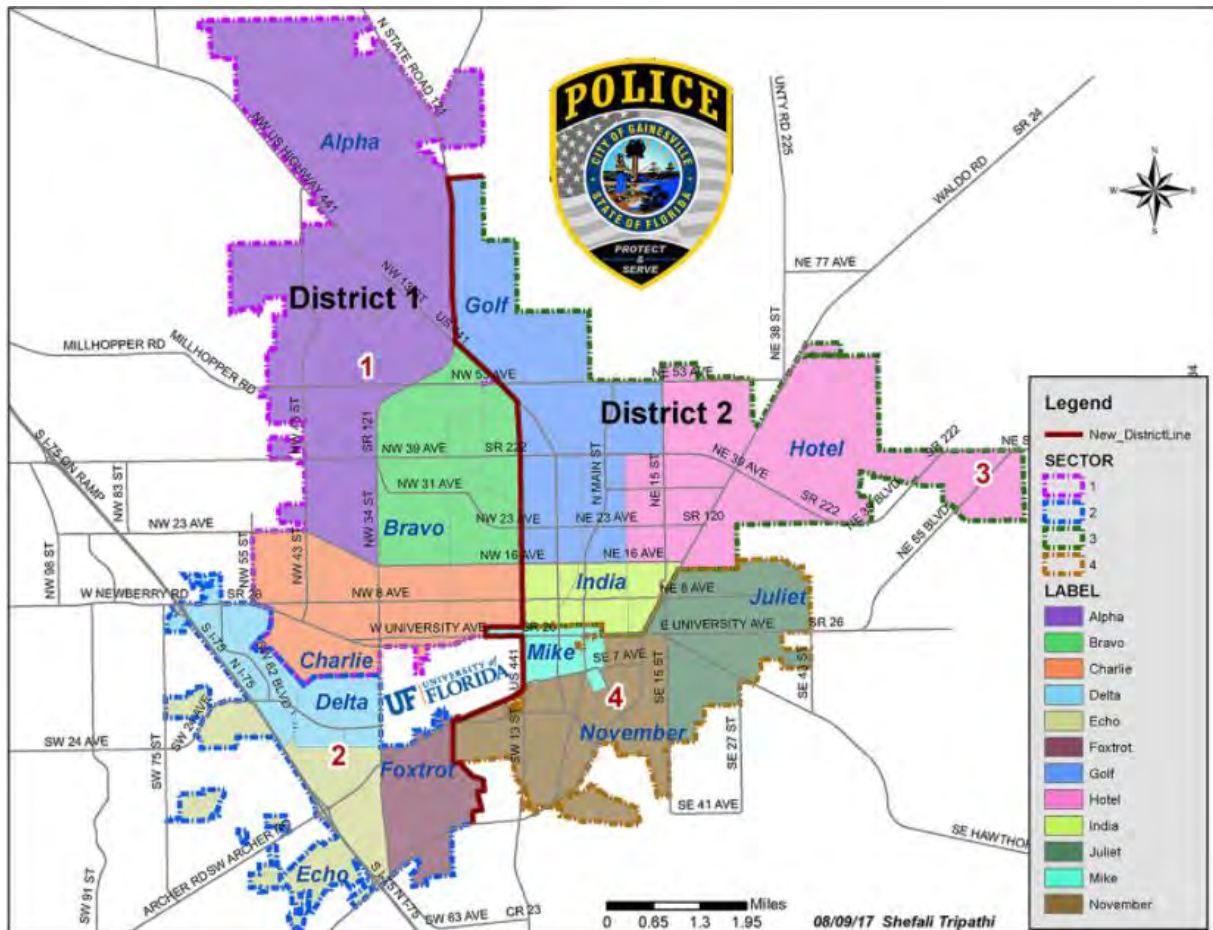 POLICE
CITY OF GAINESVILLE
STATE OF FLORIDA
PROTECT
&
SERVE
N
W
S
N STATE ROAD 121
NW US HIGHWAY 441
Alpha
UNTY RD 225
SR 24
WALDO RD
NE 77 AVE
NE 38 ST
District 1
NW 13 ST
Golf
MILLHOPPER RD
MILLHOPPER RD
1
NW 53 AVE
NE 53 AVE
District 2
Hotel
SR 121
S I-75 ON RAMP
NW 39 AVE
SR 222
N MAIN ST
NE 15 ST
NE 39 AVE
SR 222
3
NW 83 ST
NW 31 AVE
NW 34 ST
SR 222
NE 55 BLVD
NW 23 AVE
Bravo
NW 23 AVE
NE 23 AVE
SR 120
NW 98 ST
NW 55 ST
NW 43 ST
NW 16 AVE
NE 16 AVE
India
W NEWBERRY RD
SR 26
NW 8 AVE
NE 8 AVE
Juliet
W UNIVERSITY AVE
SR 26
E UNIVERSITY AVE
SR 26
S I-75
N I-75
Charlie
UF UNIVERSITY of FLORIDA
US 441
Mike
SE 7 AVE
SE 15 ST
SE 43 ST
Delta
4
SW 24 AVE
SW 24 AVE
SW 75 ST
2
Foxtrot
SW 13 ST
November
SE 27 ST
SE 41 AVE
SW 91 ST
ARCHER RD
SW ARCHER RD
Echo
S I-75
N I-75
SW 63 AVE
CR 23
SE HAWTHOR
Miles
0 0.65 1.3 1.95
08/09/17 Shefali Tripathi
Legend
New_DistrictLine
SECTOR
1
2
3
4
LABEL
Alpha
Bravo
Charlie
Delta
Echo
Foxtrot
Golf
Hotel
India
Juliet
Mike
November